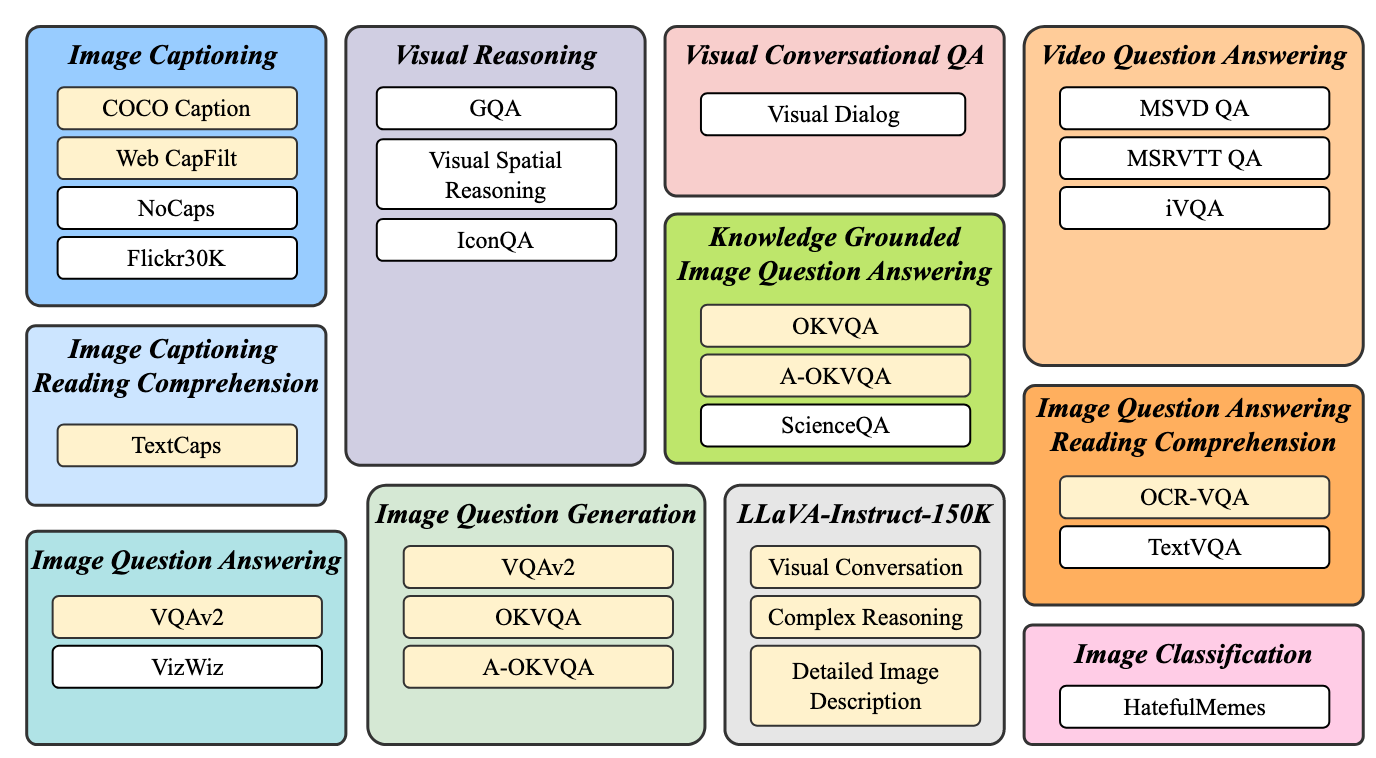 Image Captioning
COCO Caption
Web CapFilt
NoCaps
Flickr30K
Image Captioning
Reading Comprehension
TextCaps
Image Question Answering
VQAv2
VizWiz
Visual Reasoning
GQA
Visual Spatial
Reasoning
IconQA
Image Question Generation
VQAv2
OKVQA
A-OKVQA
Visual Conversational QA
Visual Dialog
Knowledge Grounded
Image Question Answering
OKVQA
A-OKVQA
ScienceQA
LLaVA-Instruct-150K
Visual Conversation
Complex Reasoning
Detailed Image
Description
Video Question Answering
MSVD QA
MSRVTT QA
iVQA
Image Question Answering
Reading Comprehension
OCR-VQA
TextVQA
Image Classification
HatefulMemes